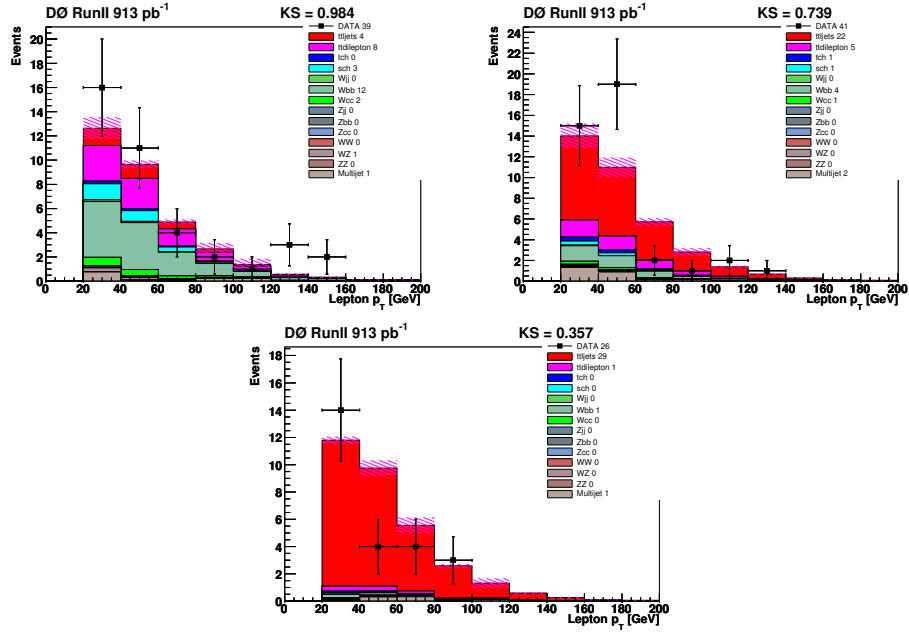 DØ RunII 913 pb-1 KS = 0.984
Events
20
18
16
14
12
10
8
6
4
2
0
0 20 40 60 80 100 120 140 160 180 200
Lepton pT [GeV]
DATA 39
ttljets 4
ttdilepton 8
tch 0
sch 3
Wjj 0
Wbb 12
Wcc 2
Zjj 0
Zbb 0
Zcc 0
WW 0
WZ 1
ZZ 0
Multijet 1
DØ RunII 913 pb-1 KS = 0.739
Events
24
22
20
18
16
14
12
10
8
6
4
2
0
0 20 40 60 80 100 120 140 160 180 200
Lepton pT [GeV]
DATA 41
ttljets 22
ttdilepton 5
tch 1
sch 1
Wjj 0
Wbb 4
Wcc 1
Zjj 0
Zbb 0
Zcc 0
WW 0
WZ 0
ZZ 0
Multijet 2
DØ RunII 913 pb-1 KS = 0.357
Events
18
16
14
12
10
8
6
4
2
0
0 20 40 60 80 100 120 140 160 180 200
Lepton pT [GeV]
DATA 26
ttljets 29
ttdilepton 1
tch 0
sch 0
Wjj 0
Wbb 1
Wcc 0
Zjj 0
Zbb 0
Zcc 0
WW 0
WZ 0
ZZ 0
Multijet 1